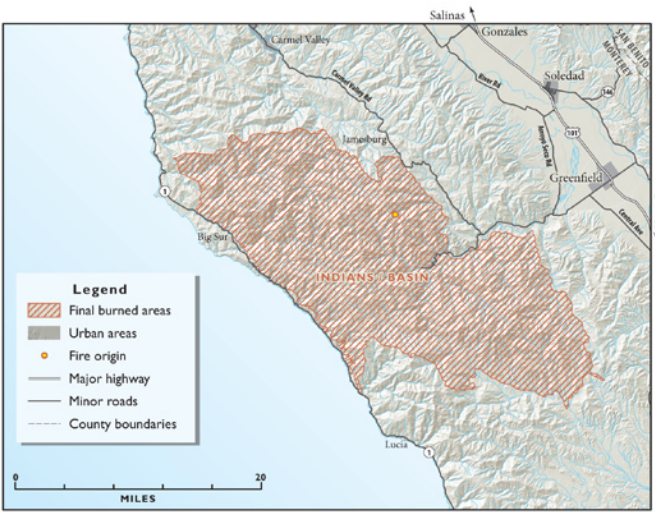 Salinas
Gonzales
Carmel Valley
SAN BENITO
MONTEREY
Carmel Valley Rd
River Rd
Soledad
146
101
Jamesburg
Arroyo Seco Rd
Greenfield
1
Central Ave
Big Sur
INDIANS / BASIN
Legend
Final burned areas
Urban areas
Fire origin
Major highway
Minor roads
County boundaries
Lucia
1
0 20
MILES